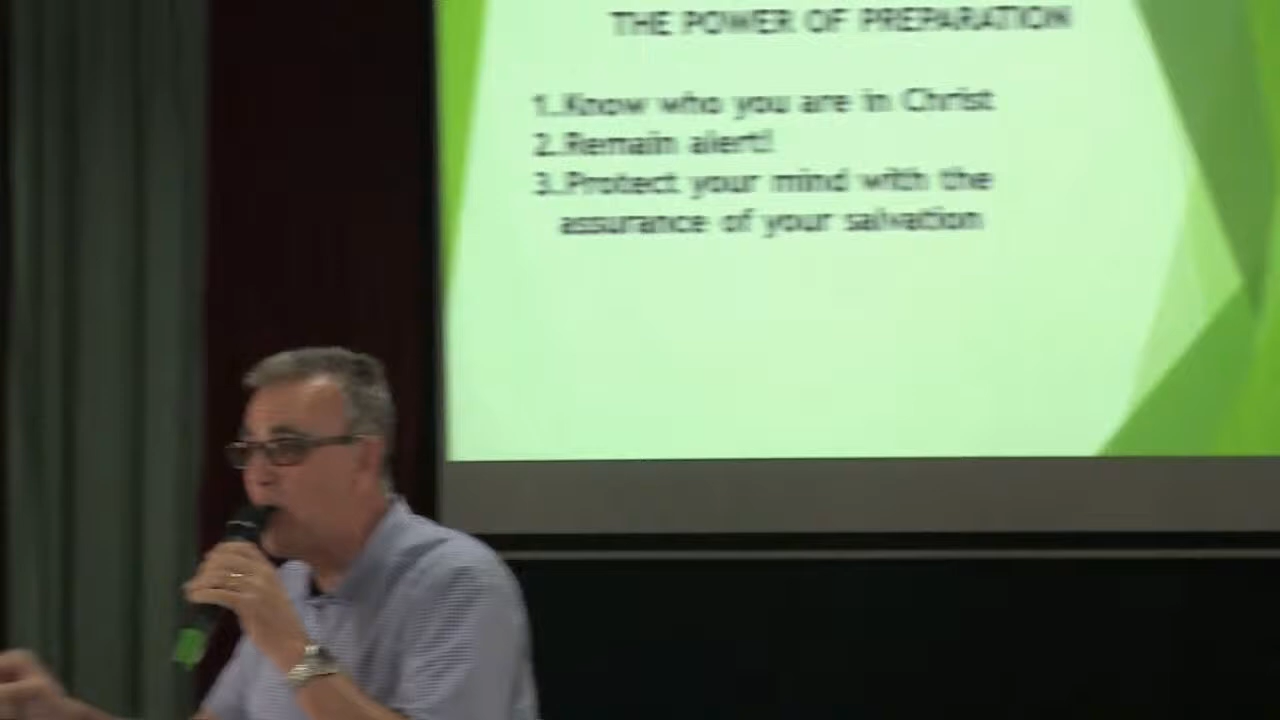 THE POWER OF PREPARATION
1.Know who you are in Christ
2.Remain alert!
3.Protect your mind with the
assurance of your salvation